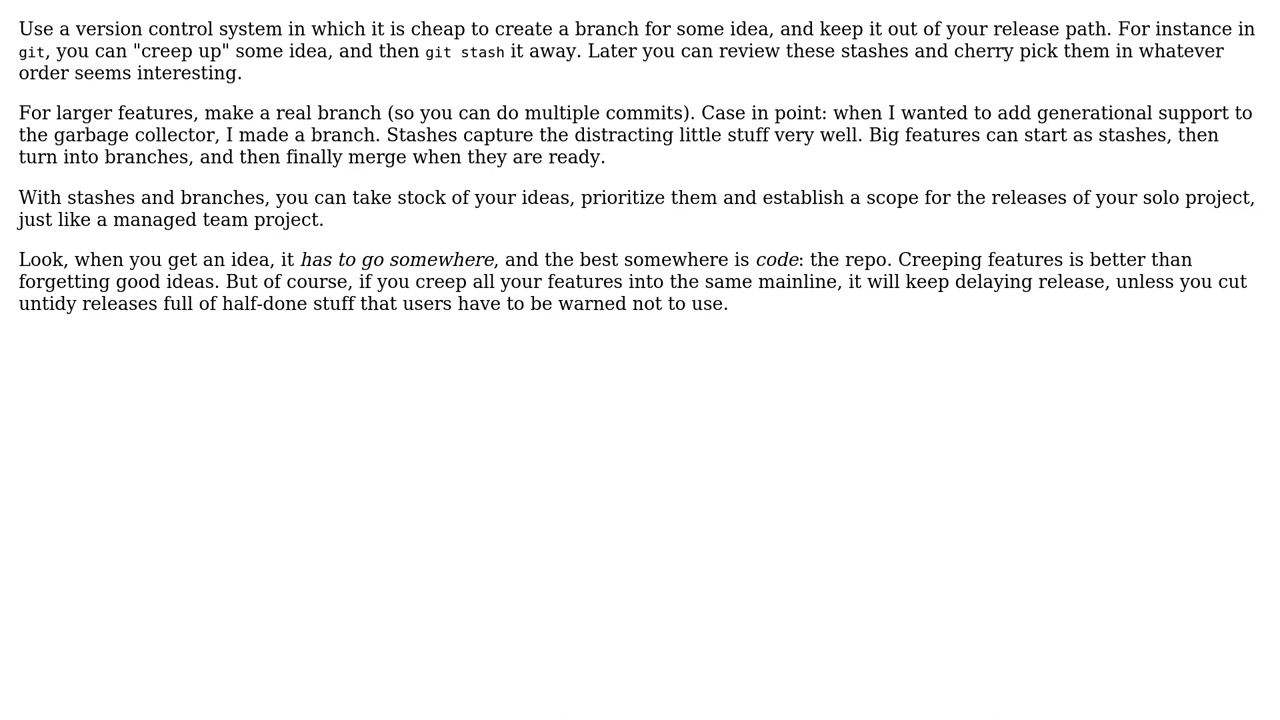 Use a version control system in which it is cheap to create a branch for some idea, and keep it out of your release path. For instance in
git, you can "creep up" some idea, and then git stash it away. Later you can review these stashes and cherry pick them in whatever
order seems interesting.
For larger features, make a real branch (so you can do multiple commits). Case in point: when I wanted to add generational support to
the garbage collector, I made a branch. Stashes capture the distracting little stuff very well. Big features can start as stashes, then
turn into branches, and then finally merge when they are ready.
With stashes and branches, you can take stock of your ideas, prioritize them and establish a scope for the releases of your solo project,
just like a managed team project.
Look, when you get an idea, it has to go somewhere, and the best somewhere is code: the repo. Creeping features is better than
forgetting good ideas. But of course, if you creep all your features into the same mainline, it will keep delaying release, unless you cut
untidy releases full of half-done stuff that users have to be warned not to use.